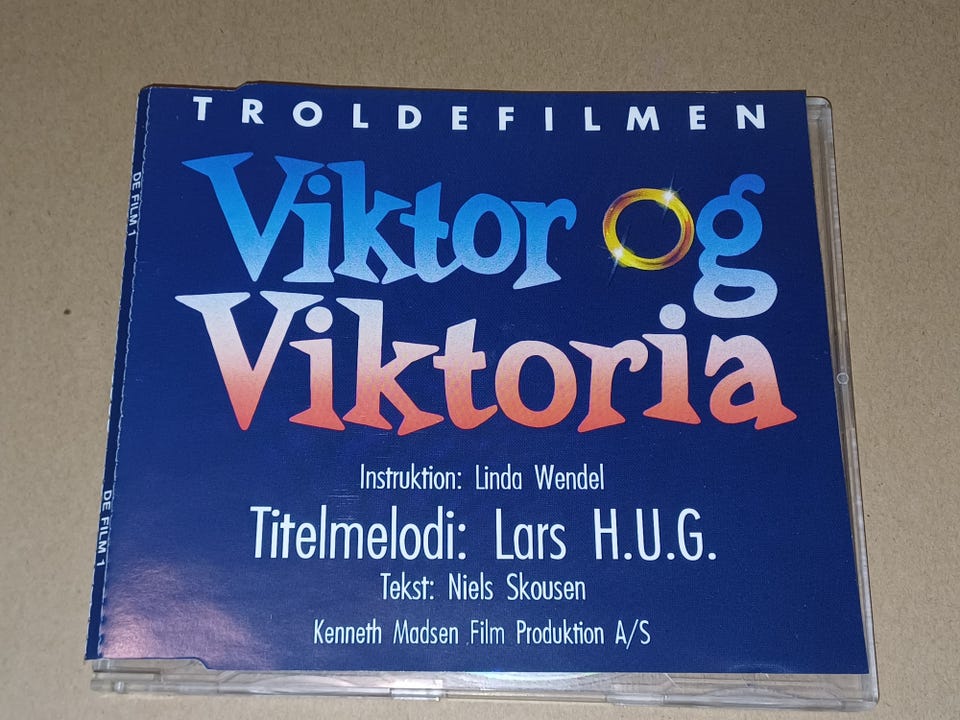 TROLDEFILMEN
Viktor og
Viktoria
Instruktion: Linda Wendel
Titelmelodi: Lars H.U.G.
Tekst: Niels Skousen
Kenneth Madsen Film Produktion A/S
DE FILM 1
DE FILM 1